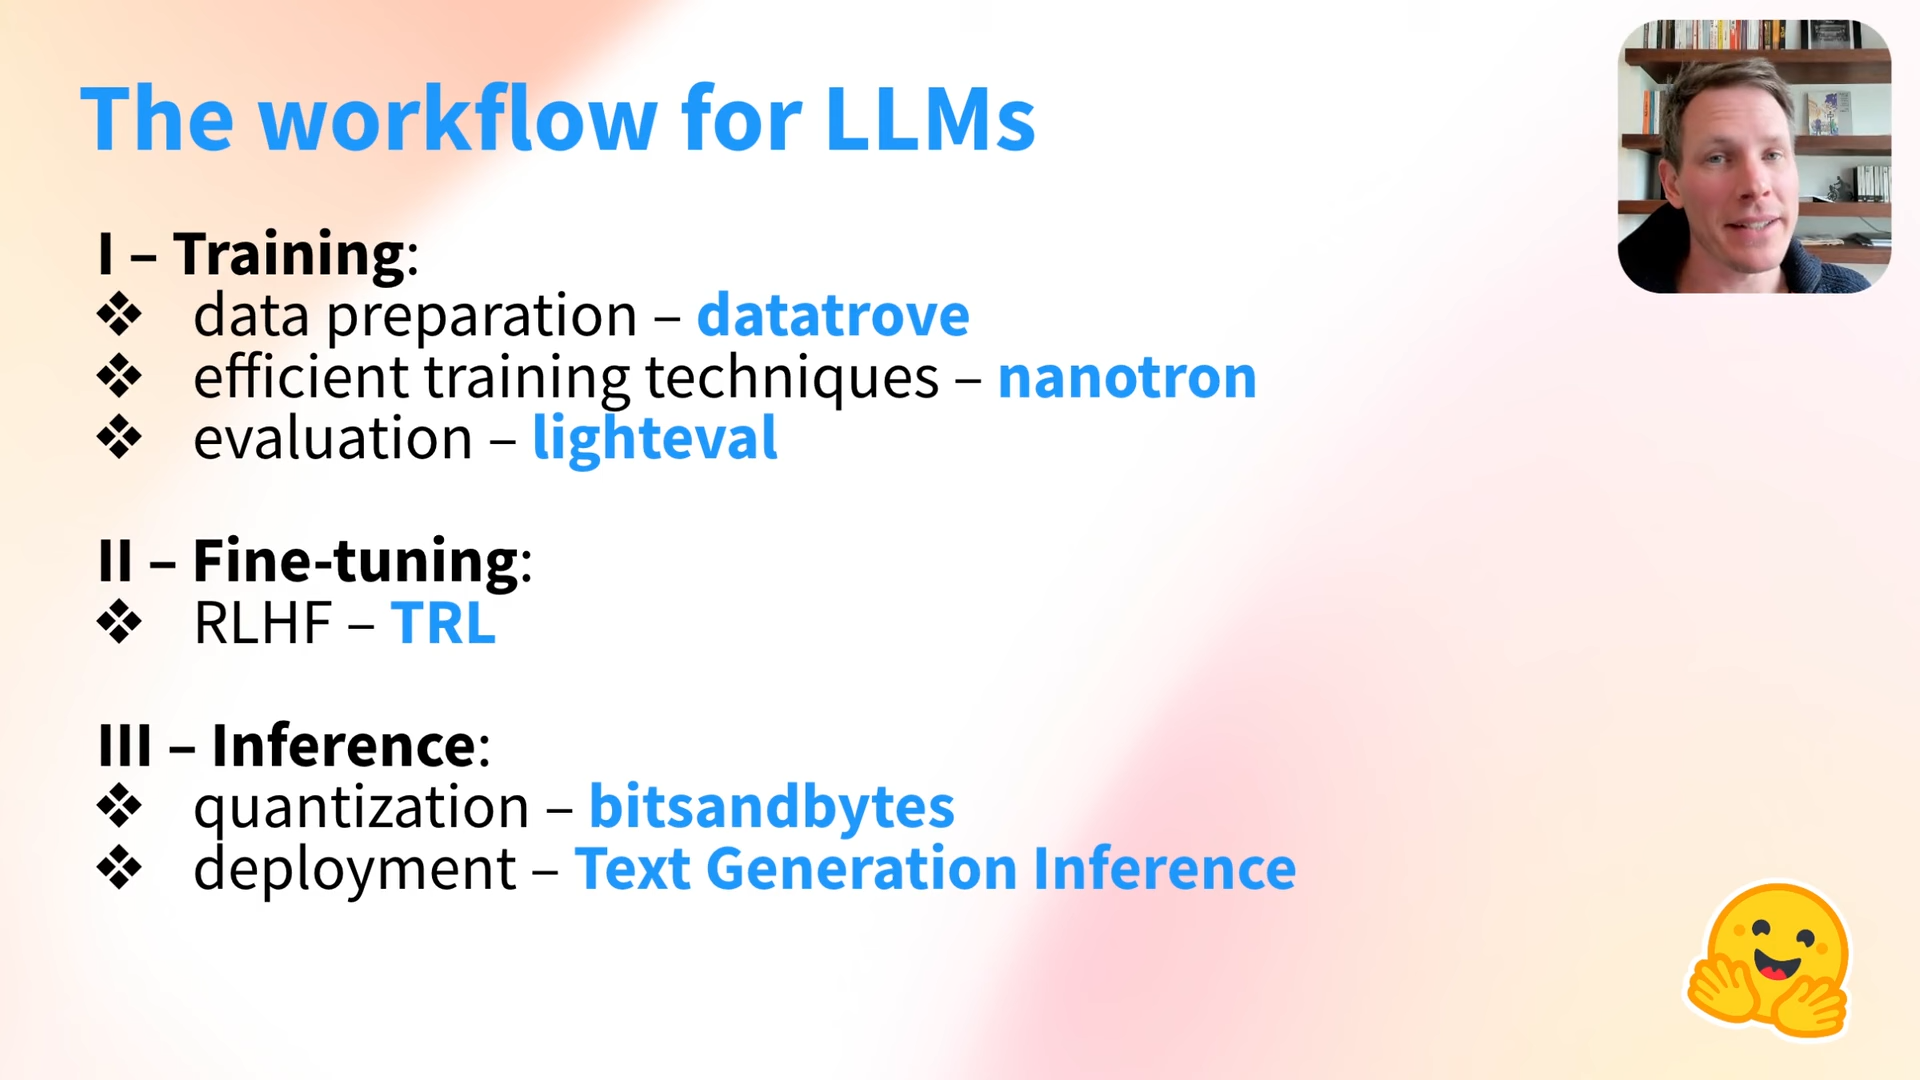 The workflow for LLMs
I – Training:
❖ data preparation – datatrove
❖ efficient training techniques – nanotron
❖ evaluation – lighteval
II – Fine-tuning:
❖ RLHF – TRL
III – Inference:
❖ quantization – bitsandbytes
❖ deployment – Text Generation Inference